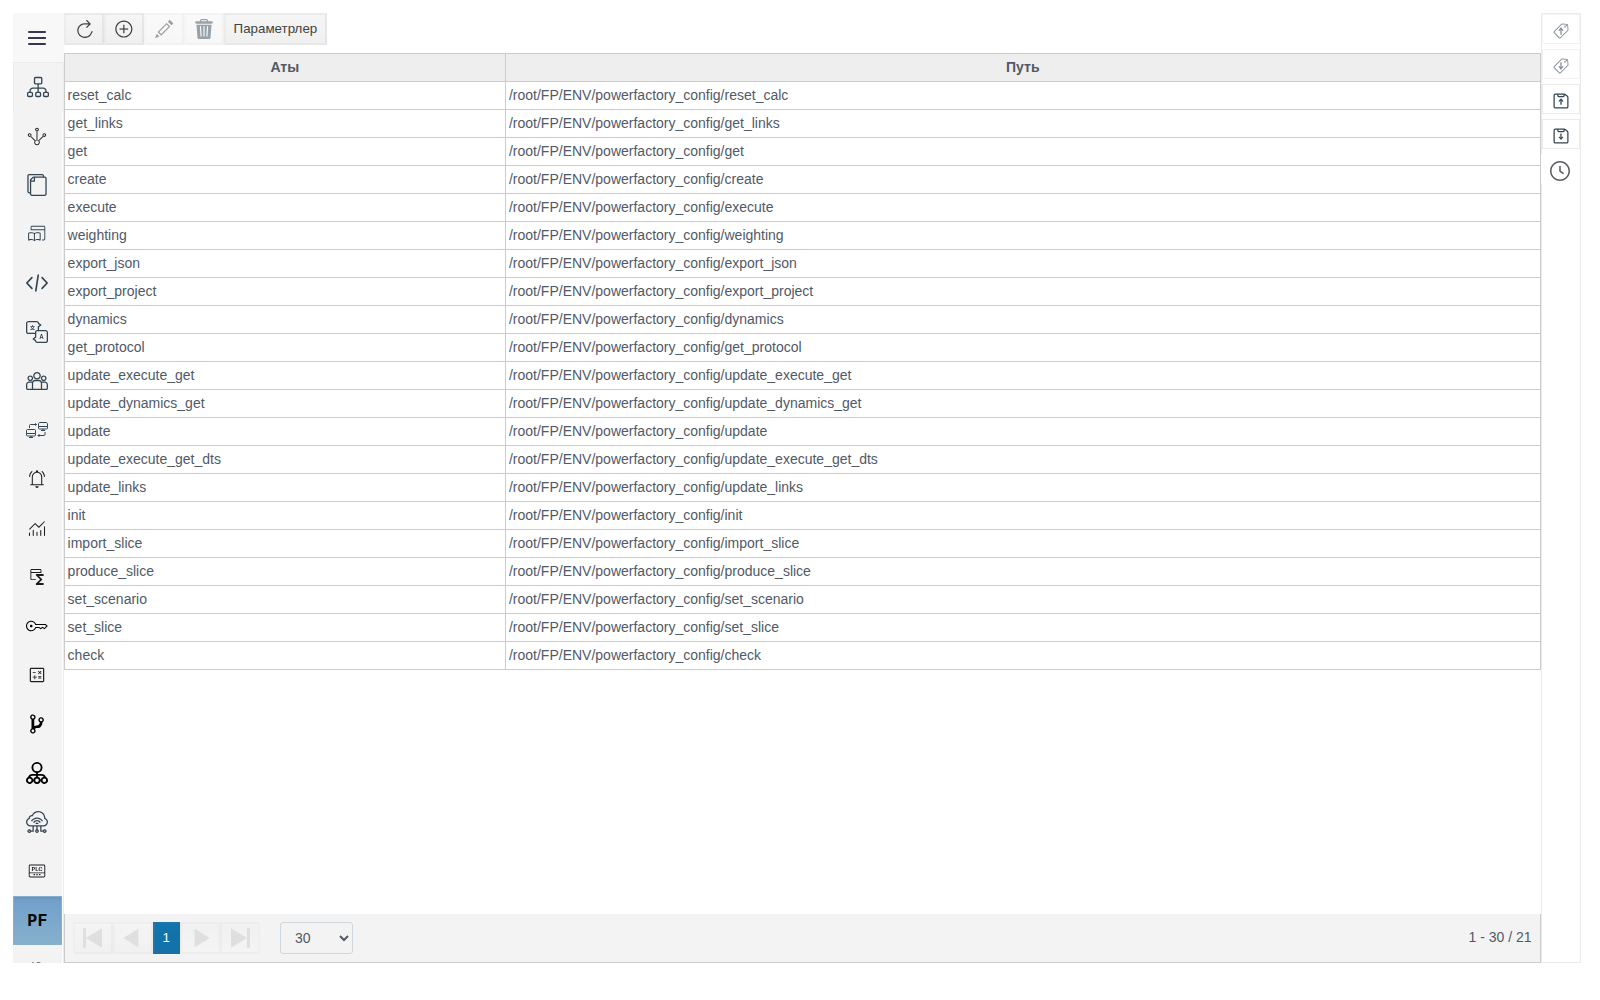 Параметрлер
Аты Путь
reset_calc /root/FP/ENV/powerfactory_config/reset_calc
get_links /root/FP/ENV/powerfactory_config/get_links
get /root/FP/ENV/powerfactory_config/get
create /root/FP/ENV/powerfactory_config/create
execute /root/FP/ENV/powerfactory_config/execute
weighting /root/FP/ENV/powerfactory_config/weighting
export_json /root/FP/ENV/powerfactory_config/export_json
export_project /root/FP/ENV/powerfactory_config/export_project
dynamics /root/FP/ENV/powerfactory_config/dynamics
get_protocol /root/FP/ENV/powerfactory_config/get_protocol
update_execute_get /root/FP/ENV/powerfactory_config/update_execute_get
update_dynamics_get /root/FP/ENV/powerfactory_config/update_dynamics_get
update /root/FP/ENV/powerfactory_config/update
update_execute_get_dts /root/FP/ENV/powerfactory_config/update_execute_get_dts
update_links /root/FP/ENV/powerfactory_config/update_links
init /root/FP/ENV/powerfactory_config/init
import_slice /root/FP/ENV/powerfactory_config/import_slice
produce_slice /root/FP/ENV/powerfactory_config/produce_slice
set_scenario /root/FP/ENV/powerfactory_config/set_scenario
set_slice /root/FP/ENV/powerfactory_config/set_slice
check /root/FP/ENV/powerfactory_config/check
PLC
PF
1 30 1 - 30 / 21